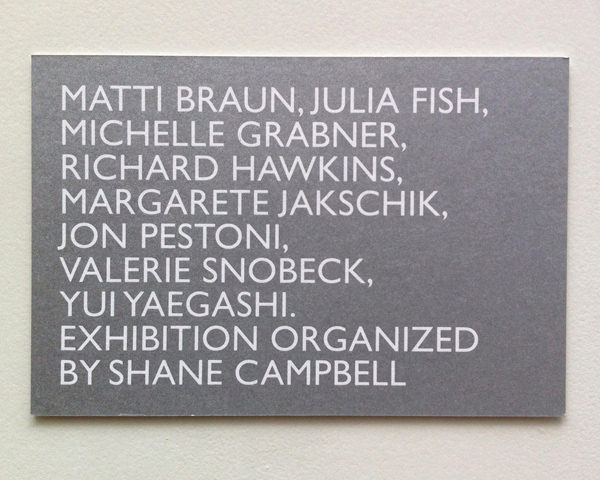 MATTI BRAUN, JULIA FISH,
MICHELLE GRABNER,
RICHARD HAWKINS,
MARGARETE JAKSCHIK,
JON PESTONI,
VALERIE SNOBECK,
YUI YAEGASHI.
EXHIBITION ORGANIZED
BY SHANE CAMPBELL